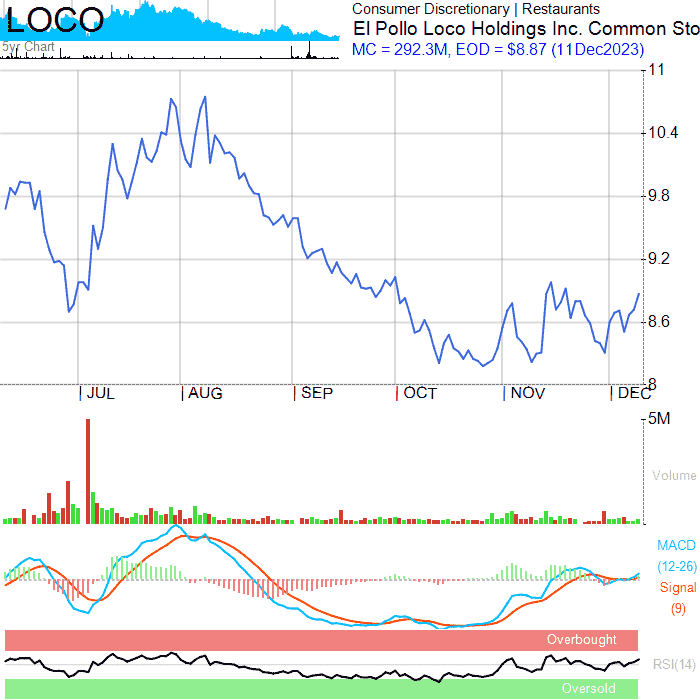 LOCO
5yr Chart
Consumer Discretionary | Restaurants
El Pollo Loco Holdings Inc. Common Sto
MC = 292.3M, EOD = $8.87 (11Dec2023)
11
10.4
9.8
9.2
8.6
8
JUL AUG SEP OCT NOV DEC
5M
Volume
MACD
(12-26)
Signal
(9)
Overbought
RSI(14)
Oversold